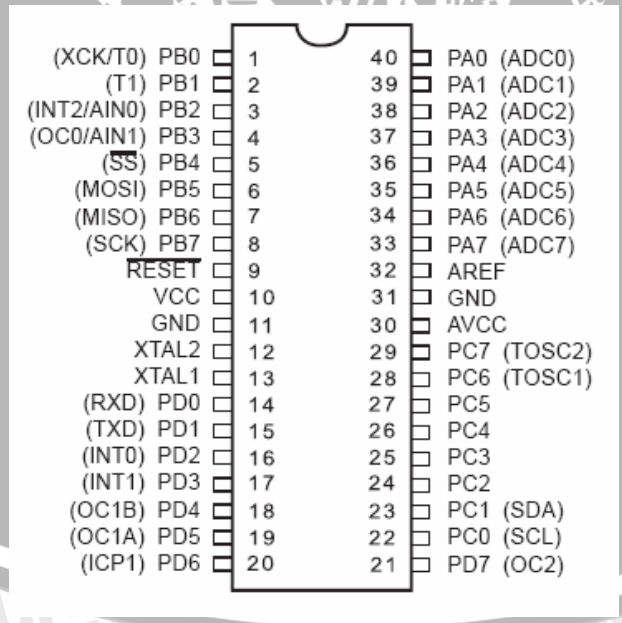 (XCK/T0) PB0 1 40 PA0 (ADC0)
(T1) PB1 2 39 PA1 (ADC1)
(INT2/AIN0) PB2 3 38 PA2 (ADC2)
(OC0/AIN1) PB3 4 37 PA3 (ADC3)
(SS) PB4 5 36 PA4 (ADC4)
(MOSI) PB5 6 35 PA5 (ADC5)
(MISO) PB6 7 34 PA6 (ADC6)
(SCK) PB7 8 33 PA7 (ADC7)
RESET 9 32 AREF
VCC 10 31 GND
GND 11 30 AVCC
XTAL2 12 29 PC7 (TOSC2)
XTAL1 13 28 PC6 (TOSC1)
(RXD) PD0 14 27 PC5
(TXD) PD1 15 26 PC4
(INT0) PD2 16 25 PC3
(INT1) PD3 17 24 PC2
(OC1B) PD4 18 23 PC1 (SDA)
(OC1A) PD5 19 22 PC0 (SCL)
(ICP1) PD6 20 21 PD7 (OC2)